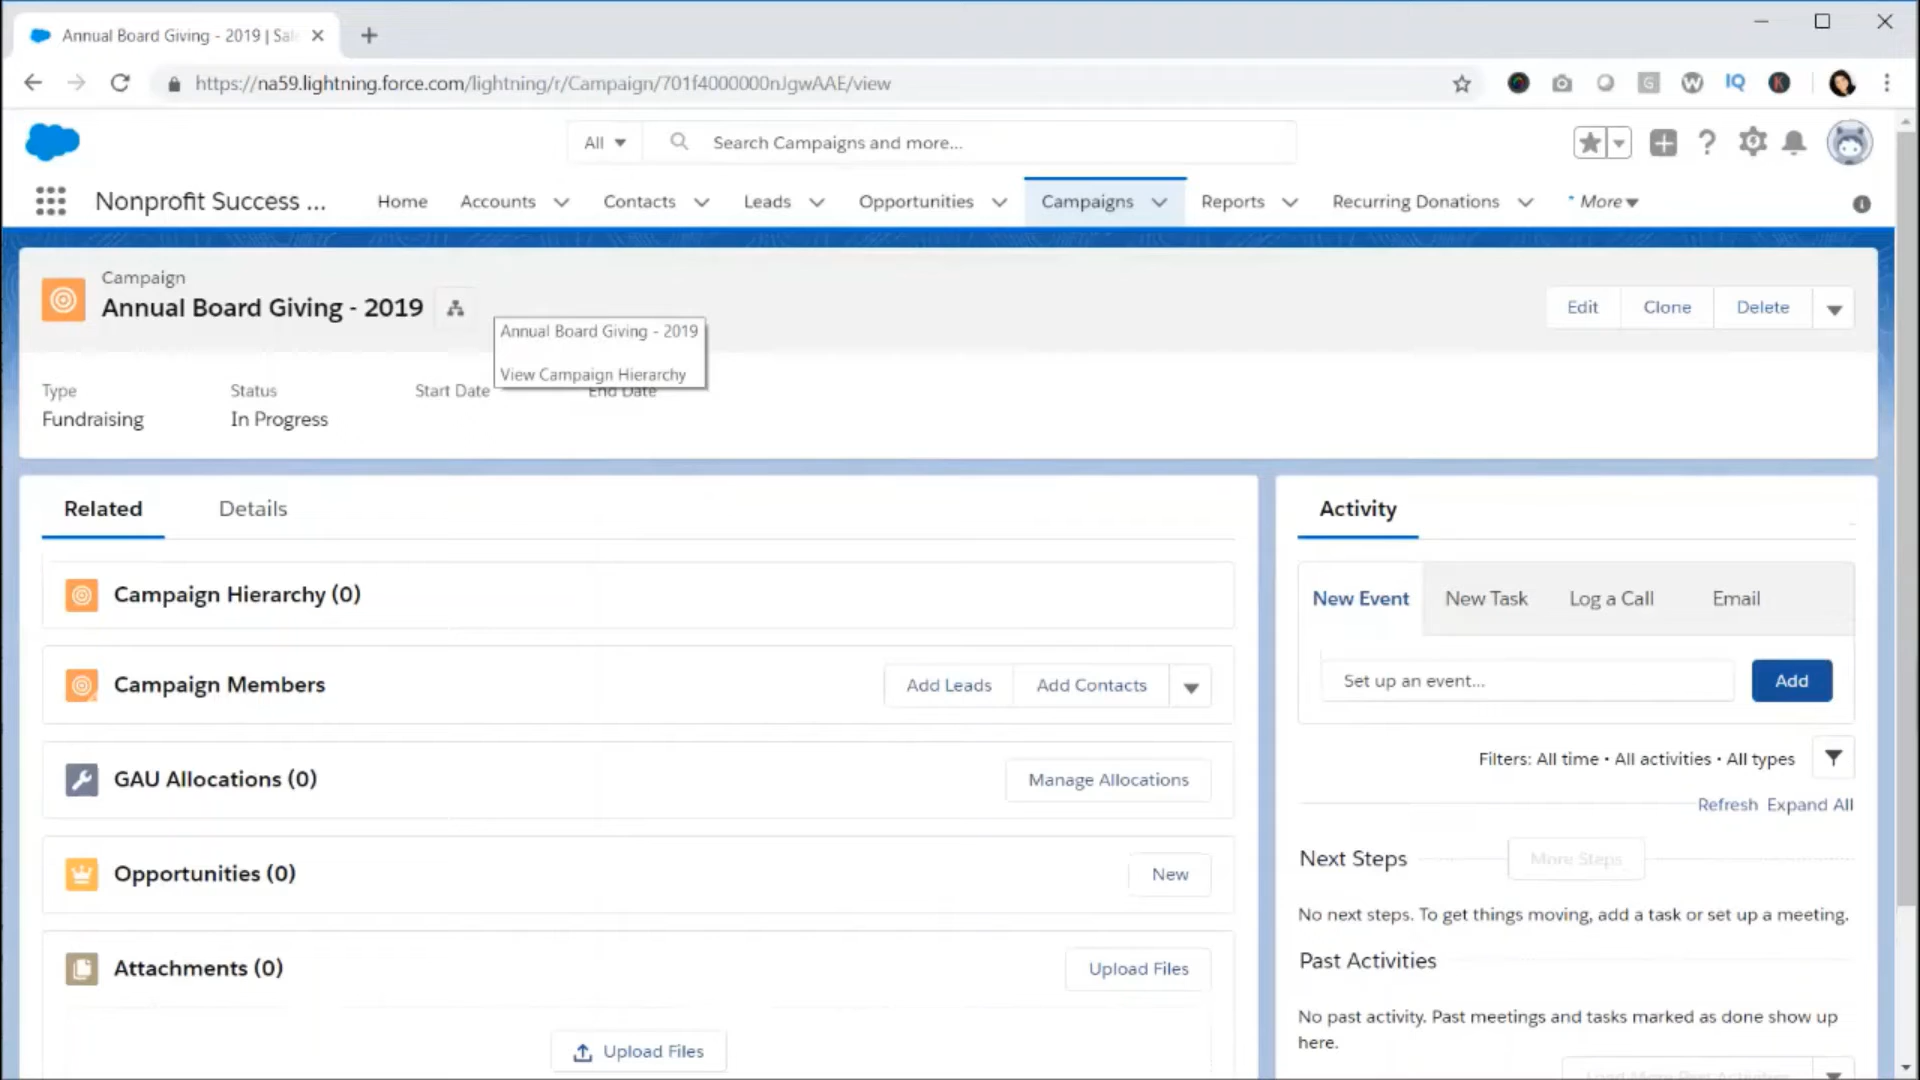 Annual Board Giving - 2019 | Sale
https://na59.lightning.force.com/lightning/r/Campaign/701f4000000nJgwAAE/view
G W IQ K
All Search Campaigns and more...
Nonprofit Success ... Home Accounts Contacts Leads Opportunities Campaigns Reports Recurring Donations * More
Campaign
Annual Board Giving - 2019
Edit Clone Delete
Annual Board Giving - 2019
View Campaign Hierarchy
Type Status Start Date End Date
Fundraising In Progress
Related Details
Campaign Hierarchy (0)
Campaign Members Add Leads Add Contacts
GAU Allocations (0) Manage Allocations
Opportunities (0) New
Attachments (0) Upload Files
Upload Files
Activity
New Event New Task Log a Call Email
Set up an event... Add
Filters: All time • All activities • All types
Refresh Expand All
Next Steps More Steps
No next steps. To get things moving, add a task or set up a meeting.
Past Activities
No past activity. Past meetings and tasks marked as done show up
here.
Load More Past Activities